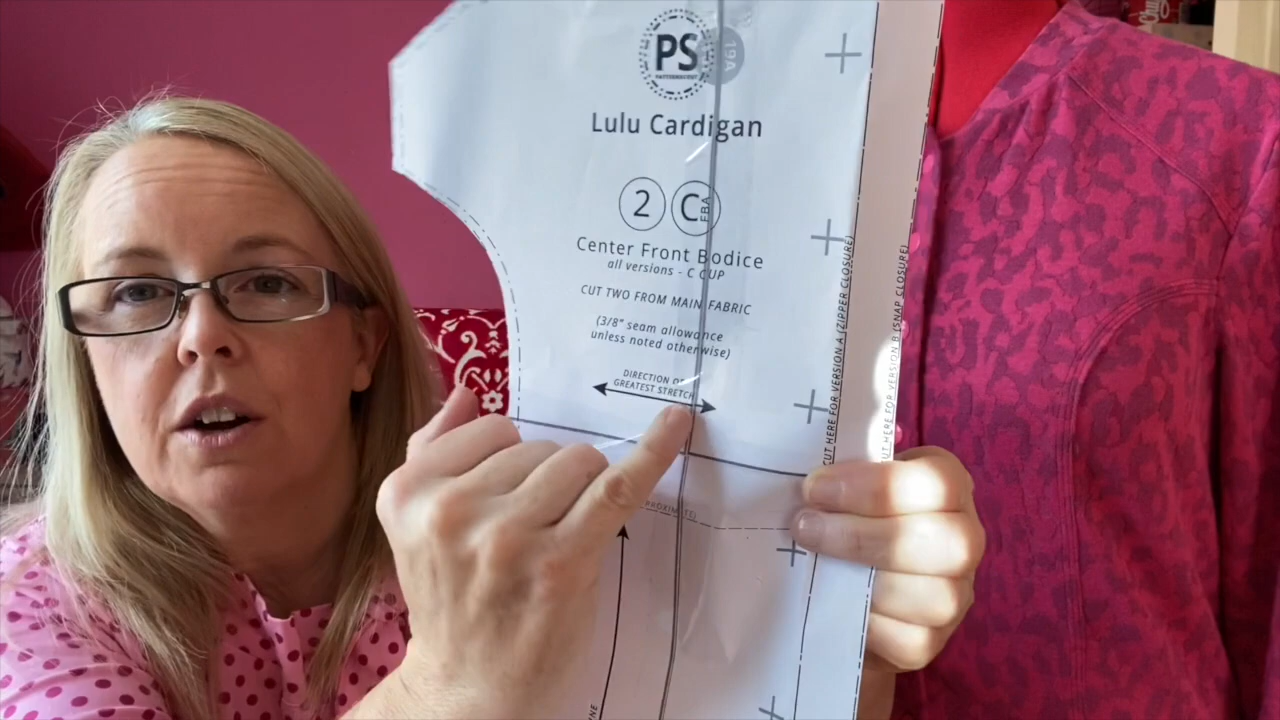 PS
PATTERNSCOUT
19A
Lulu Cardigan
2 C
FBA
Center Front Bodice
all versions - C CUP
CUT TWO FROM MAIN FABRIC
(3/8" seam allowance
unless noted otherwise)
DIRECTION OF
GREATEST STRETCH
CUT HERE FOR VERSION A (ZIPPER CLOSURE)
CUT HERE FOR VERSION B (SNAP CLOSURE)